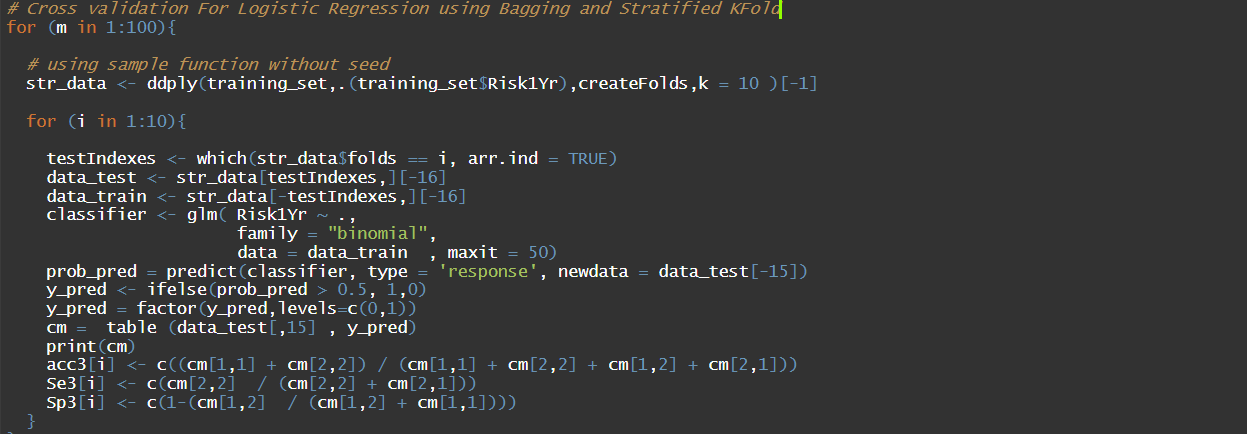 # Cross validation For Logistic Regression using Bagging and Stratified KFold
for (m in 1:100){
# using sample function without seed
str_data <- ddply(training_set,.(training_set$Risk1Yr),createFolds,k = 10 )[-1]
for (i in 1:10){
testIndexes <- which(str_data$folds == i, arr.ind = TRUE)
data_test <- str_data[testIndexes,][-16]
data_train <- str_data[-testIndexes,][-16]
classifier <- glm( Risk1Yr ~ .,
family = "binomial",
data = data_train  , maxit = 50)
prob_pred = predict(classifier, type = 'response', newdata = data_test[-15])
y_pred <- ifelse(prob_pred > 0.5, 1,0)
y_pred = factor(y_pred,levels=c(0,1))
cm =  table (data_test[,15] , y_pred)
print(cm)
acc3[i] <- c((cm[1,1] + cm[2,2]) / (cm[1,1] + cm[2,2] + cm[1,2] + cm[2,1]))
Se3[i] <- c(cm[2,2]  / (cm[2,2] + cm[2,1]))
Sp3[i] <- c(1-(cm[1,2]  / (cm[1,2] + cm[1,1])))
}